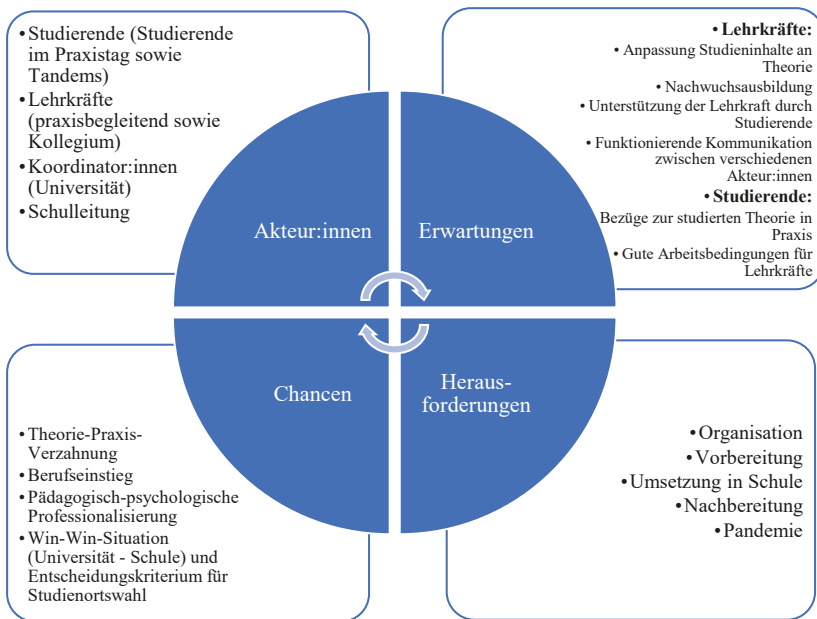 • Studierende (Studierende
im Praxistag sowie
Tandems)
• Lehrkräfte
(praxisbegleitend sowie
Kollegium)
• Koordinator:innen
(Universität)
• Schulleitung
• Lehrkräfte:
• Anpassung Studieninhalte an
Theorie
• Nachwuchsausbildung
• Unterstützung der Lehrkraft durch
Studierende
• Funktionierende Kommunikation
zwischen verschiedenen
Akteur:innen
• Studierende:
Bezüge zur studierten Theorie in
Praxis
• Gute Arbeitsbedingungen für
Lehrkräfte
Akteur:innen
Erwartungen
Chancen
Heraus-
forderungen
• Theorie-Praxis-
Verzahnung
• Berufseinstieg
• Pädagogisch-psychologische
Professionalisierung
• Win-Win-Situation
(Universität - Schule) und
Entscheidungskriterium für
Studienortswahl
• Organisation
• Vorbereitung
• Umsetzung in Schule
• Nachbereitung
• Pandemie